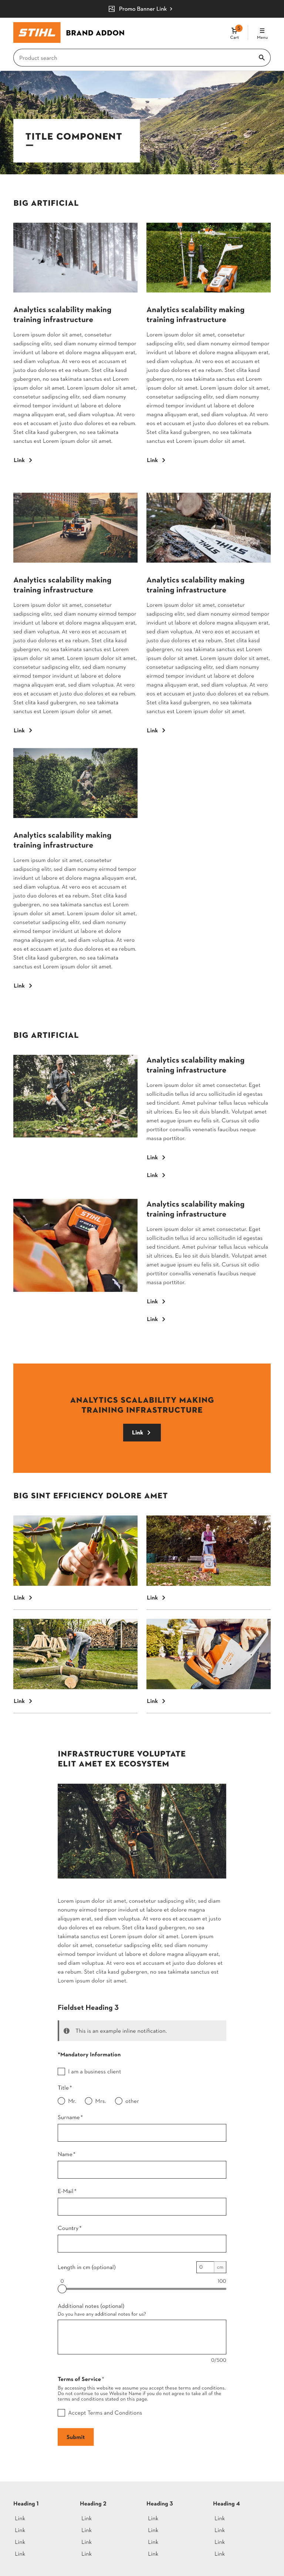 Promo Banner Link
STIHL
BRAND ADDON
Cart
Menu
Product search
TITLE COMPONENT
BIG ARTIFICIAL
Analytics scalability making
training infrastructure
Lorem ipsum dolor sit amet, consetetur
sadipscing elitr, sed diam nonumy eirmod tempor
invidunt ut labore et dolore magna aliquyam erat,
sed diam voluptua. At vero eos et accusam et
justo duo dolores et ea rebum. Stet clita kasd
gubergren, no sea takimata sanctus est Lorem
ipsum dolor sit amet. Lorem ipsum dolor sit amet,
consetetur sadipscing elitr, sed diam nonumy
eirmod tempor invidunt ut labore et dolore
magna aliquyam erat, sed diam voluptua. At vero
eos et accusam et justo duo dolores et ea rebum.
Stet clita kasd gubergren, no sea takimata
sanctus est Lorem ipsum dolor sit amet.
Link
Analytics scalability making
training infrastructure
Lorem ipsum dolor sit amet, consetetur
sadipscing elitr, sed diam nonumy eirmod tempor
invidunt ut labore et dolore magna aliquyam erat,
sed diam voluptua. At vero eos et accusam et
justo duo dolores et ea rebum. Stet clita kasd
gubergren, no sea takimata sanctus est Lorem
ipsum dolor sit amet. Lorem ipsum dolor sit amet,
consetetur sadipscing elitr, sed diam nonumy
eirmod tempor invidunt ut labore et dolore
magna aliquyam erat, sed diam voluptua. At vero
eos et accusam et justo duo dolores et ea rebum.
Stet clita kasd gubergren, no sea takimata
sanctus est Lorem ipsum dolor sit amet.
Link
STIHL
Analytics scalability making
training infrastructure
Lorem ipsum dolor sit amet, consetetur
sadipscing elitr, sed diam nonumy eirmod tempor
invidunt ut labore et dolore magna aliquyam erat,
sed diam voluptua. At vero eos et accusam et
justo duo dolores et ea rebum. Stet clita kasd
gubergren, no sea takimata sanctus est Lorem
ipsum dolor sit amet. Lorem ipsum dolor sit amet,
consetetur sadipscing elitr, sed diam nonumy
eirmod tempor invidunt ut labore et dolore
magna aliquyam erat, sed diam voluptua. At vero
eos et accusam et justo duo dolores et ea rebum.
Stet clita kasd gubergren, no sea takimata
sanctus est Lorem ipsum dolor sit amet.
Link
Analytics scalability making
training infrastructure
Lorem ipsum dolor sit amet, consetetur
sadipscing elitr, sed diam nonumy eirmod tempor
invidunt ut labore et dolore magna aliquyam erat,
sed diam voluptua. At vero eos et accusam et
justo duo dolores et ea rebum. Stet clita kasd
gubergren, no sea takimata sanctus est Lorem
ipsum dolor sit amet. Lorem ipsum dolor sit amet,
consetetur sadipscing elitr, sed diam nonumy
eirmod tempor invidunt ut labore et dolore
magna aliquyam erat, sed diam voluptua. At vero
eos et accusam et justo duo dolores et ea rebum.
Stet clita kasd gubergren, no sea takimata
sanctus est Lorem ipsum dolor sit amet.
Link
Analytics scalability making
training infrastructure
Lorem ipsum dolor sit amet, consetetur
sadipscing elitr, sed diam nonumy eirmod tempor
invidunt ut labore et dolore magna aliquyam erat,
sed diam voluptua. At vero eos et accusam et
justo duo dolores et ea rebum. Stet clita kasd
gubergren, no sea takimata sanctus est Lorem
ipsum dolor sit amet. Lorem ipsum dolor sit amet,
consetetur sadipscing elitr, sed diam nonumy
eirmod tempor invidunt ut labore et dolore
magna aliquyam erat, sed diam voluptua. At vero
eos et accusam et justo duo dolores et ea rebum.
Stet clita kasd gubergren, no sea takimata
sanctus est Lorem ipsum dolor sit amet.
Link
BIG ARTIFICIAL
Analytics scalability making
training infrastructure
Lorem ipsum dolor sit amet consectetur. Eget
sollicitudin tellus id arcu sollicitudin id egestas
sed tincidunt. Amet pulvinar tellus lacus vehicula
sit ultrices. Eu leo sit duis blandit. Volutpat amet
amet augue ipsum eu felis sit. Cursus sit odio
porttitor convallis venenatis faucibus neque
massa porttitor.
Link
Link
STIHL
Analytics scalability making
training infrastructure
Lorem ipsum dolor sit amet consectetur. Eget
sollicitudin tellus id arcu sollicitudin id egestas
sed tincidunt. Amet pulvinar tellus lacus vehicula
sit ultrices. Eu leo sit duis blandit. Volutpat amet
amet augue ipsum eu felis sit. Cursus sit odio
porttitor convallis venenatis faucibus neque
massa porttitor.
Link
Link
ANALYTICS SCALABILITY MAKING
TRAINING INFRASTRUCTURE
Link
BIG SINT EFFICIENCY DOLORE AMET
Link
Link
Link
Link
INFRASTRUCTURE VOLUPTATE
ELIT AMET EX ECOSYSTEM
Lorem ipsum dolor sit amet, consetetur sadipscing elitr, sed diam
nonumy eirmod tempor invidunt ut labore et dolore magna aliquyam
erat, sed diam voluptua. At vero eos et accusam et justo duo
dolores et ea rebum. Stet clita kasd gubergren, no sea takimata
sanctus est Lorem ipsum dolor sit amet. Lorem ipsum dolor sit
amet, consetetur sadipscing elitr, sed diam nonumy eirmod tempor
invidunt ut labore et dolore magna aliquyam erat, sed diam
voluptua. At vero eos et accusam et justo duo dolores et ea
rebum. Stet clita kasd gubergren, no sea takimata sanctus est
Lorem ipsum dolor sit amet.
Fieldset Heading 3
This is an example inline notification.
*Mandatory Information
I am a business client
Title*
Mr.
Mrs.
other
Surname*
Name*
E-Mail*
Country*
Length in cm (optional)
0
cm
0
100
Additional notes (optional)
Do you have any additional notes for us?
0/500
Terms of Service*
By accessing this website we assume you accept these terms and conditions.
Do not continue to use Website Name if you do not agree to take all of the
terms and conditions stated on this page.
Accept Terms and Conditions
Submit
Heading 1
Link
Link
Link
Link
Heading 2
Link
Link
Link
Link
Heading 3
Link
Link
Link
Link
Heading 4
Link
Link
Link
Link